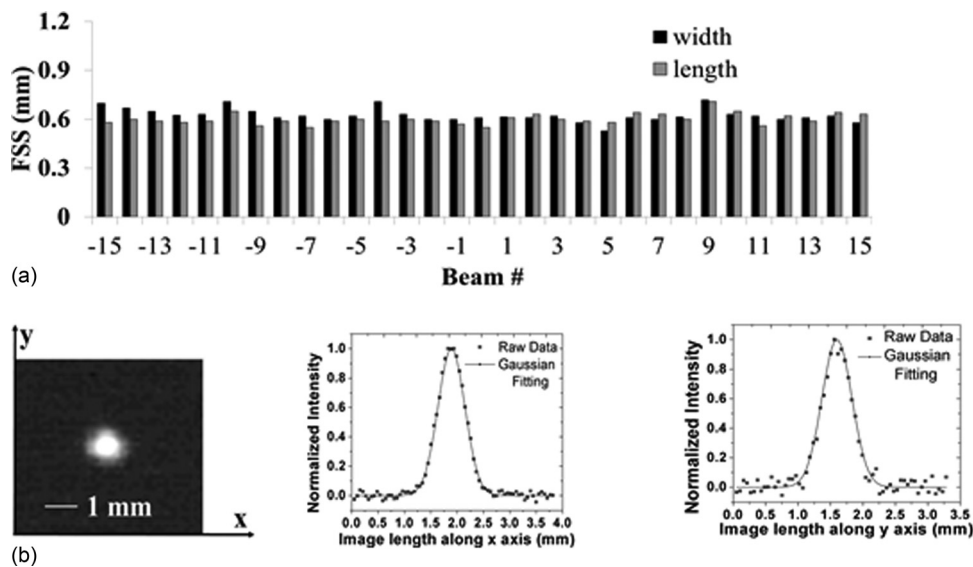 1.2
0.9
0.6
0.3
0
FSS (mm)
width
length
-15 -13 -11 -9 -7 -5 -3 -1 1 3 5 7 9 11 13 15
Beam #
(a)
y
1 mm
x
1.0
0.8
0.6
0.4
0.2
0.0
Normalized Intensity
Raw Data
Gaussian
Fitting
0.0 0.5 1.0 1.5 2.0 2.5 3.0 3.5 4.0
Image length along x axis (mm)
1.0
0.8
0.6
0.4
0.2
0.0
Normalized Intensity
Raw Data
Gaussian
Fitting
0.0 0.5 1.0 1.5 2.0 2.5 3.0 3.5
Image length along y axis (mm)
(b)